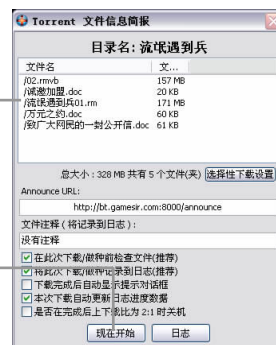 Torrent 文件信息简报
目录名: 流氓遇到兵
文件名 文...
/02.rmvb 157 MB
/诚邀加盟.doc 20 KB
/流氓遇到兵01.rm 171 MB
/万元之约.doc 60 KB
/致广大网民的一封公开信.doc 61 KB
总大小: 328 MB 共有 5 个文件(夹) 选择性下载设置
Announce URL:
http://bt.gamesir.com:8000/announce
文件注释 (将记录到日志):
没有注释
在此次下载/做种前检查文件(推荐)
将此次下载/做种记录到日志(推荐)
下载完成后自动显示提示对话框
本次下载自动更新日志进度数据
是否在完成后上下载比为 2:1 时关机
现在开始 日志